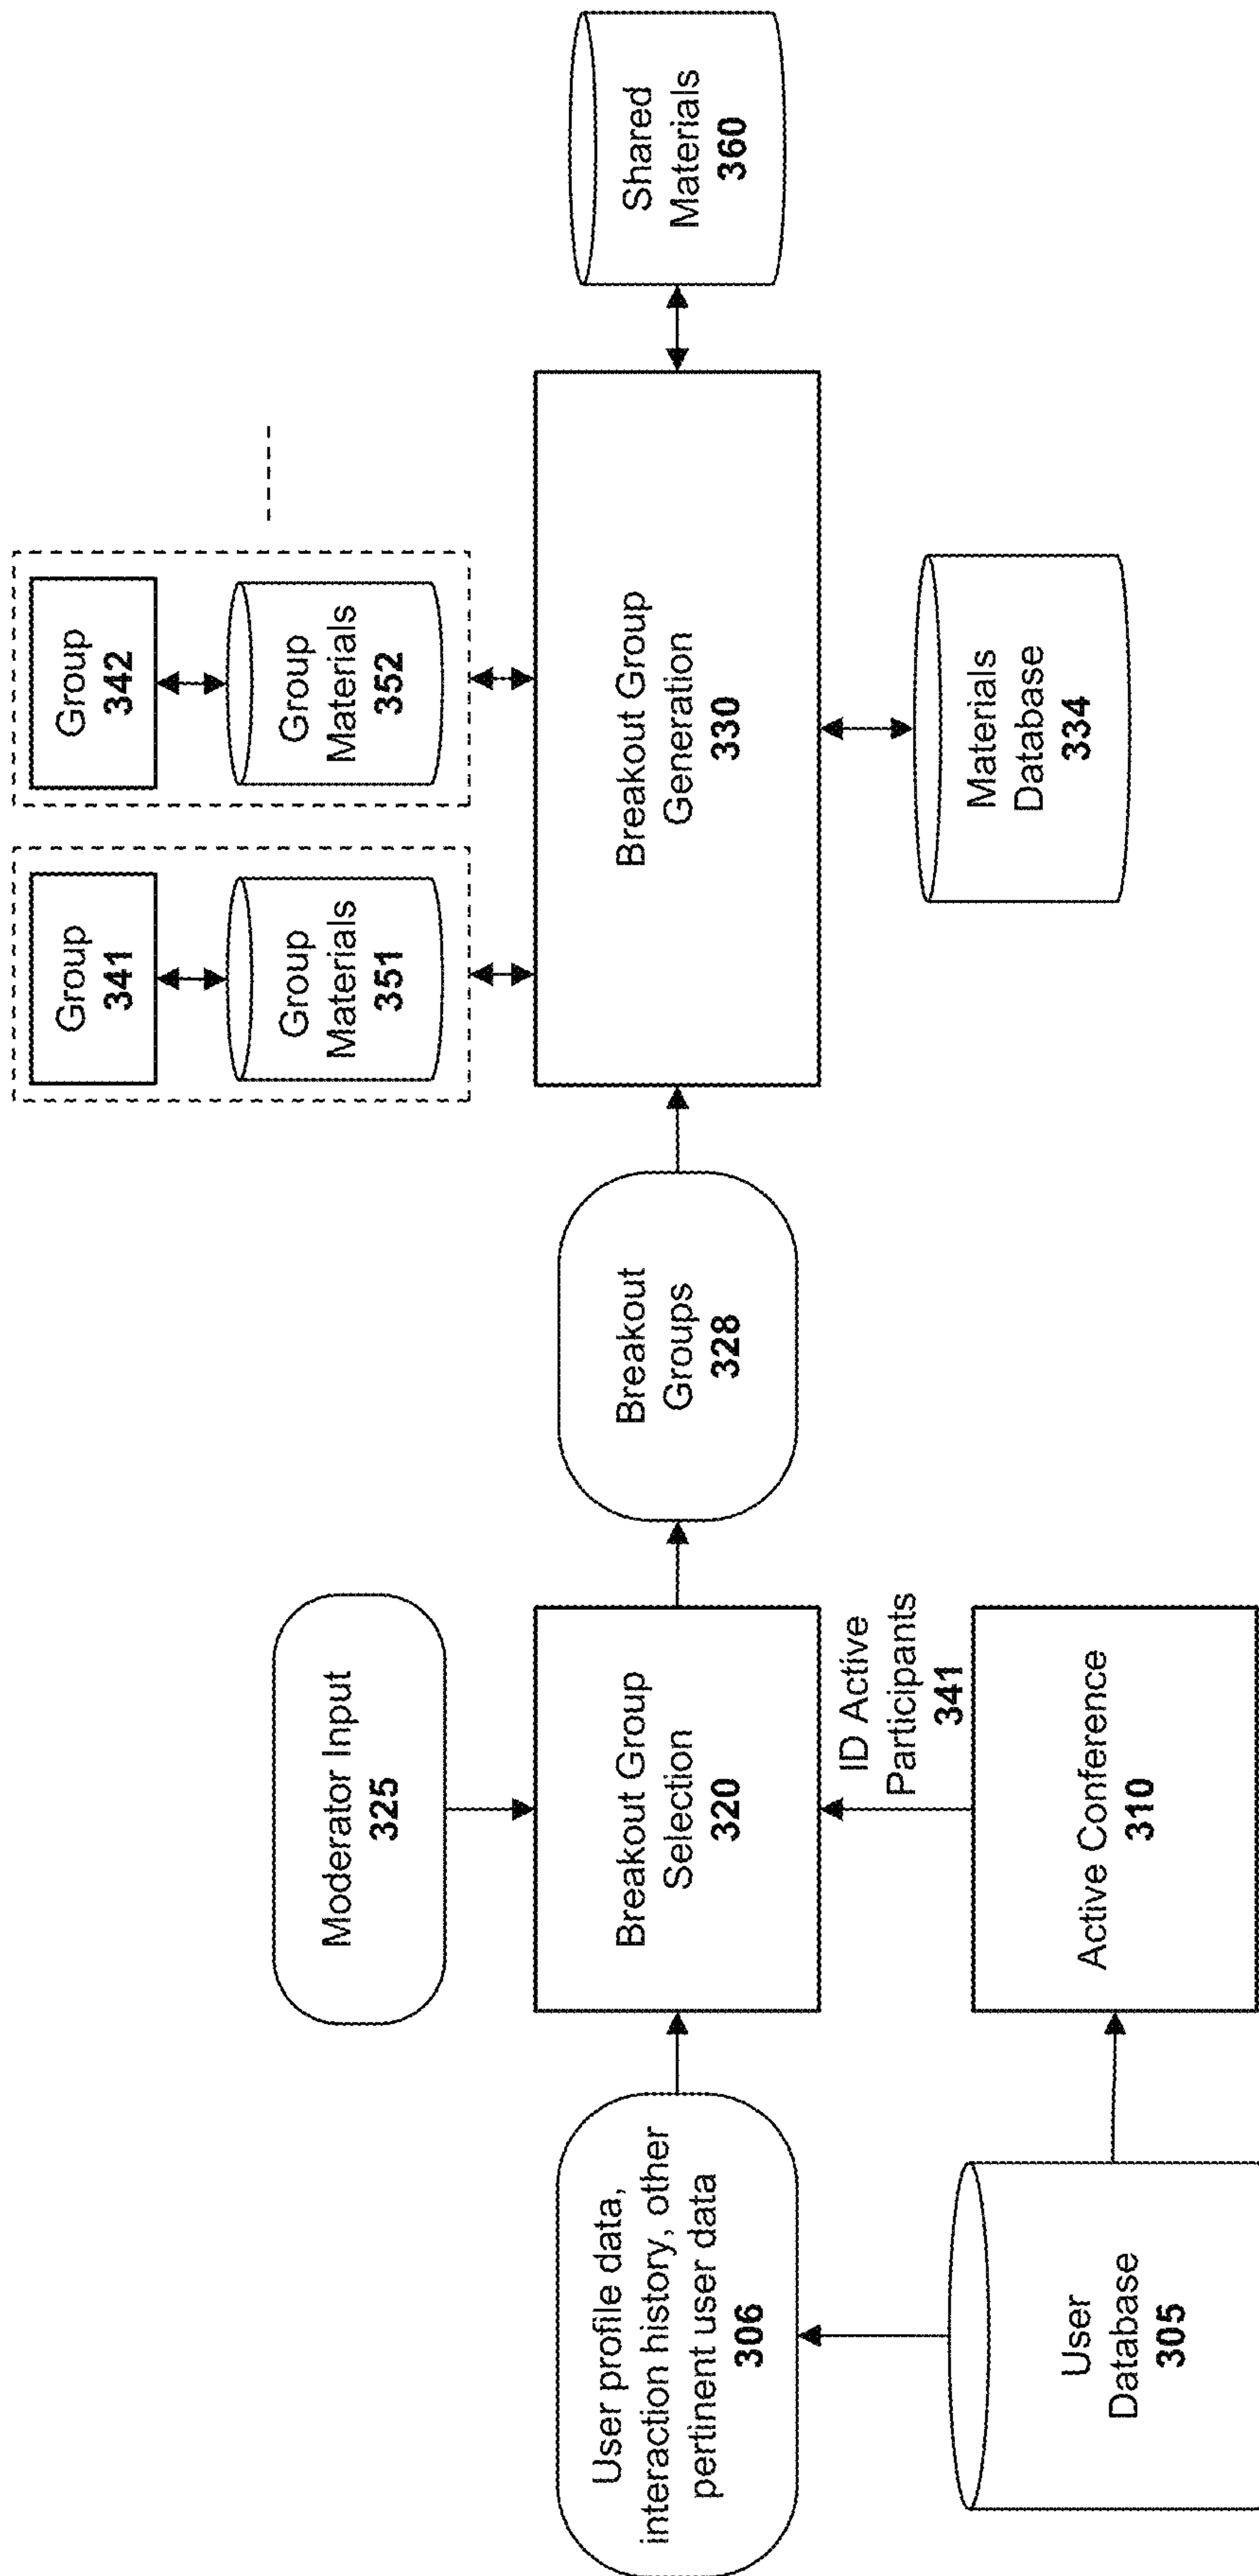 User profile data,
interaction history, other
pertinent user data
306
User
Database
305
Moderator Input
325
Breakout Group
Selection
320
ID Active
Participants
341
Active Conference
310
Breakout
Groups
328
Group
341
Group
Materials
351
Group
342
Group
Materials
352
Breakout Group
Generation
330
Materials
Database
334
Shared
Materials
360